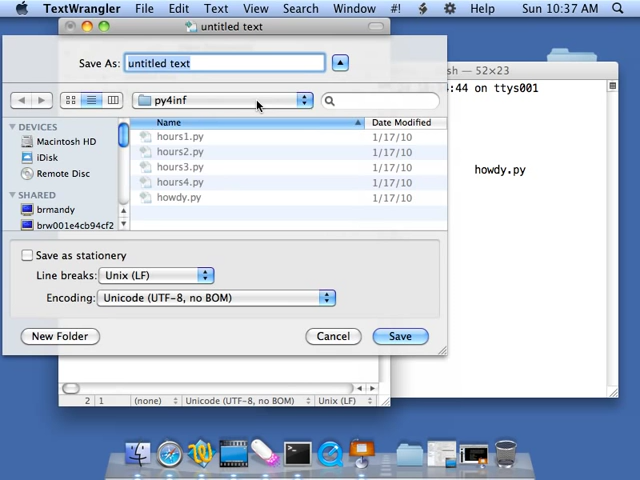 TextWrangler File Edit Text View Search Window #! Help Sun 10:37 AM
untitled text
Save As: untitled text
py4inf
DEVICES
Macintosh HD
iDisk
Remote Disc
SHARED
brmandy
brw001e4cb94cf2
Name Date Modified
hours1.py 1/17/10
hours2.py 1/17/10
hours3.py 1/17/10
hours4.py 1/17/10
howdy.py 1/17/10
Save as stationery
Line breaks: Unix (LF)
Encoding: Unicode (UTF-8, no BOM)
New Folder Cancel Save
sh — 52×23
:44 on ttys001
howdy.py
2 1 (none) Unicode (UTF-8, no BOM) Unix (LF)